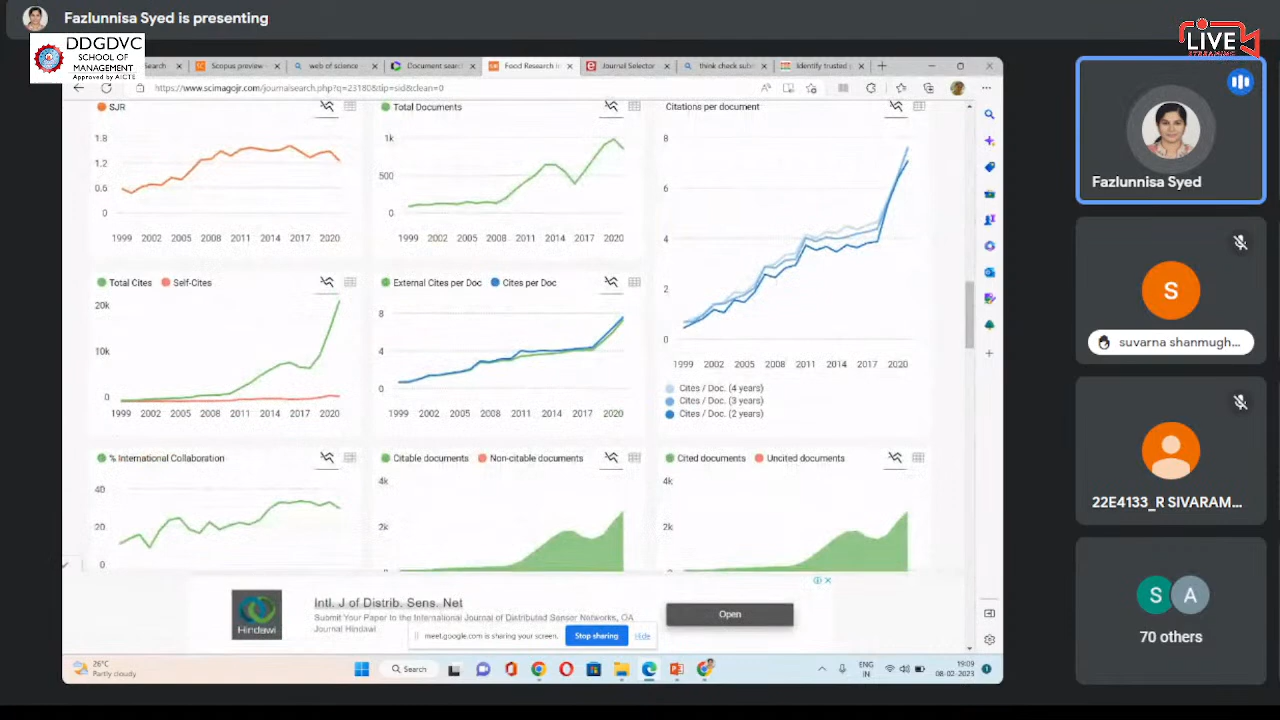 Fazlunnisa Syed is presenting
LIVE
STREAMING
DDGDVC
SCHOOL OF
MANAGEMENT
Approved by AICTE
Search
Scopus preview -
web of science -
Document search
Food Research In
Journal Selector
think check sub
Identify trusted p
https://www.scimagojr.com/journalsearch.php?q=23180&tip=sid&clean=0
SJR
1.8
1.2
0.6
0
1999 2002 2005 2008 2011 2014 2017 2020
Total Documents
1k
500
0
1999 2002 2005 2008 2011 2014 2017 2020
Citations per document
8
6
4
2
0
1999 2002 2005 2008 2011 2014 2017 2020
Cites / Doc. (4 years)
Cites / Doc. (3 years)
Cites / Doc. (2 years)
Total Cites Self-Cites
20k
10k
0
1999 2002 2005 2008 2011 2014 2017 2020
External Cites per Doc Cites per Doc
8
4
0
1999 2002 2005 2008 2011 2014 2017 2020
% International Collaboration
40
20
0
Citable documents Non-citable documents
4k
2k
Cited documents Uncited documents
4k
2k
Hindawi
Intl. J of Distrib. Sens. Net
Submit Your Paper to the International Journal of Distributed Sensor Networks, OA
Journal Hindawi
Open
meet.google.com is sharing your screen.
Stop sharing
Hide
26°C
Partly cloudy
Search
ENG
IN
19:09
08-02-2023
1
Fazlunnisa Syed
S
suvarna shanmugh...
22E4133_R SIVARAM...
S A
70 others